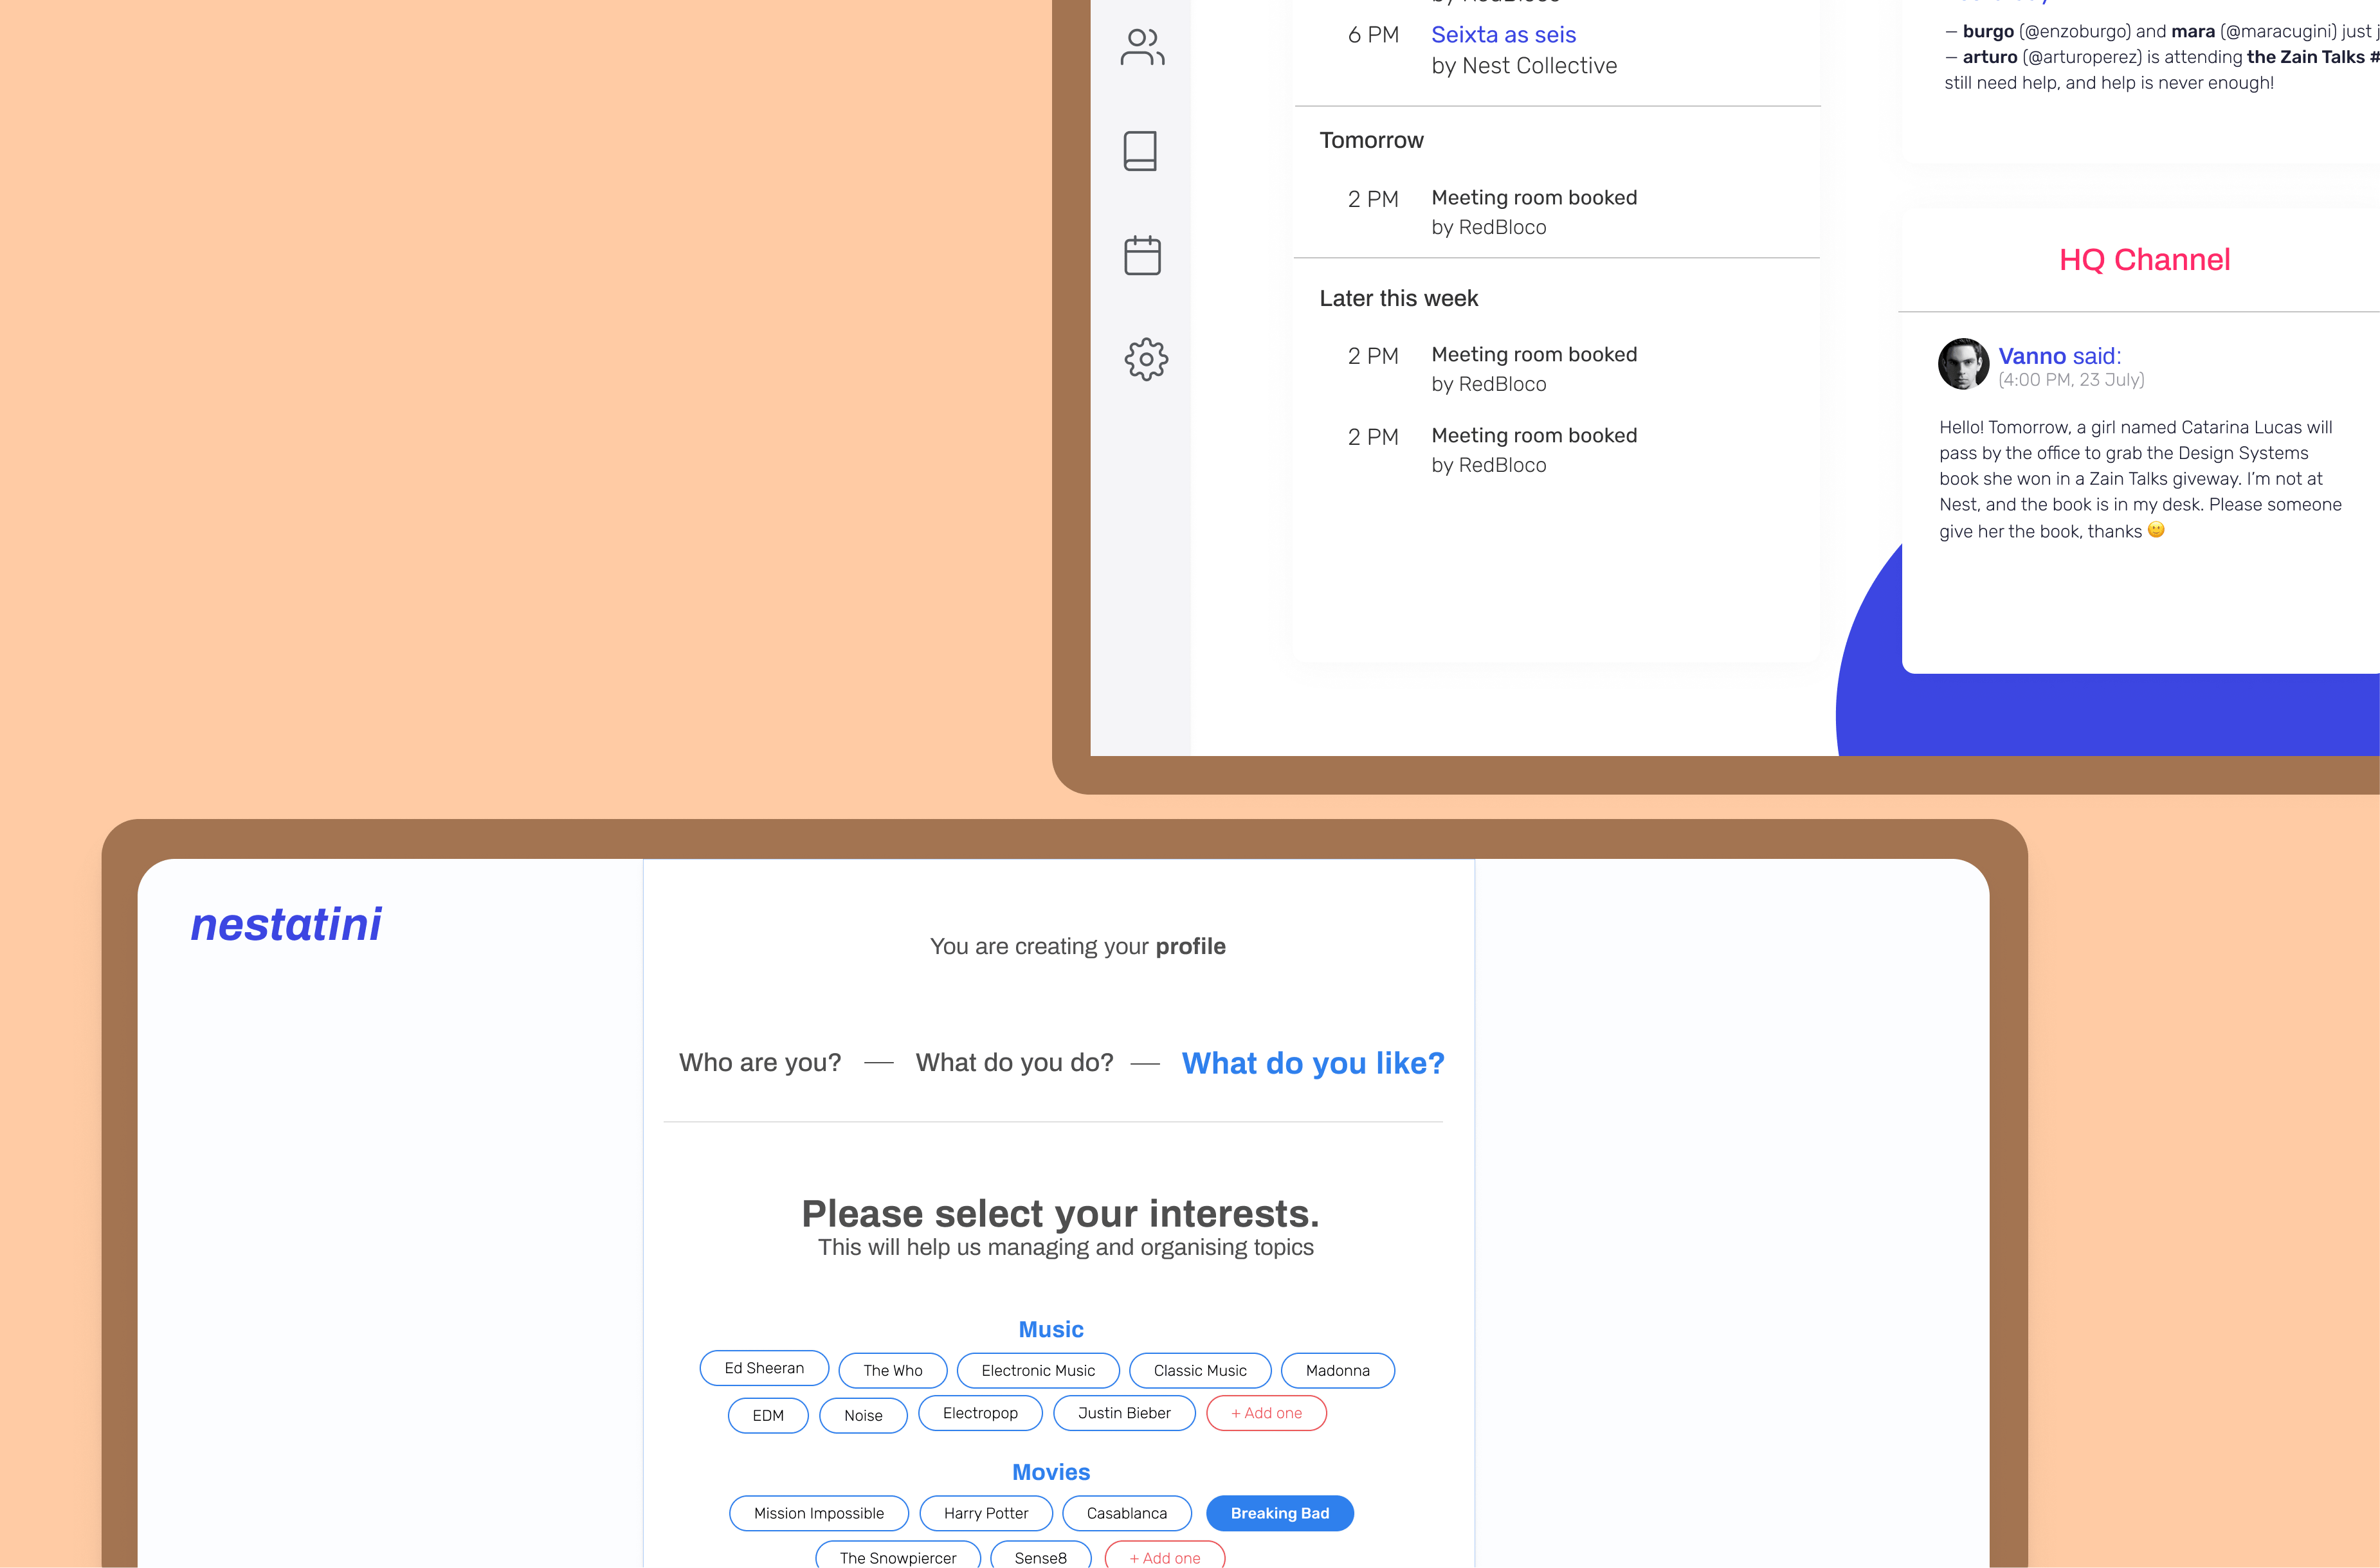 by RedBloco
6 PM Seixta as seis
by Nest Collective
Tomorrow
2 PM Meeting room booked
by RedBloco
Later this week
2 PM Meeting room booked
by RedBloco
2 PM Meeting room booked
by RedBloco
– burgo (@enzoburgo) and mara (@maracugini) just j
– arturo (@arturoperez) is attending the Zain Talks #
still need help, and help is never enough!
HQ Channel
Vanno said:
(4:00 PM, 23 July)
Hello! Tomorrow, a girl named Catarina Lucas will
pass by the office to grab the Design Systems
book she won in a Zain Talks giveway. I’m not at
Nest, and the book is in my desk. Please someone
give her the book, thanks 🙂
nestatini
You are creating your profile
Who are you? — What do you do? — What do you like?
Please select your interests.
This will help us managing and organising topics
Music
Ed Sheeran The Who Electronic Music Classic Music Madonna
EDM Noise Electropop Justin Bieber + Add one
Movies
Mission Impossible Harry Potter Casablanca Breaking Bad
The Snowpiercer Sense8 + Add one